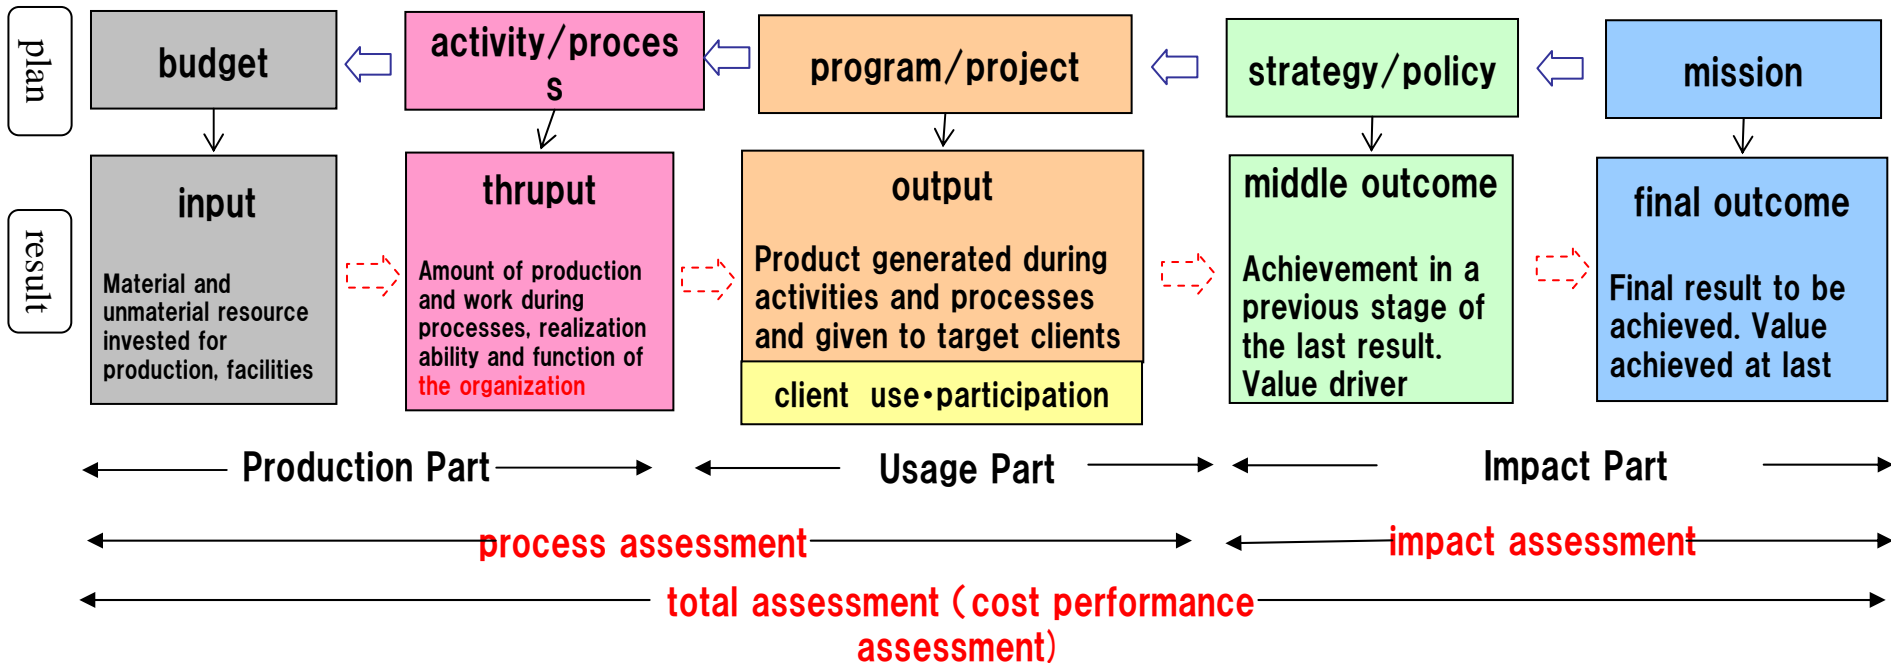 plan
budget
activity/proces
s
program/project
strategy/policy
mission
result
input
Material and
unmaterial resource
invested for
production, facilities
thruput
Amount of production
and work during
processes, realization
ability and function of
the organization
output
Product generated during
activities and processes
and given to target clients
client use・participation
middle outcome
Achievement in a
previous stage of
the last result.
Value driver
final outcome
Final result to be
achieved. Value
achieved at last
Production Part
Usage Part
Impact Part
process assessment
impact assessment
total assessment (cost performance
assessment)